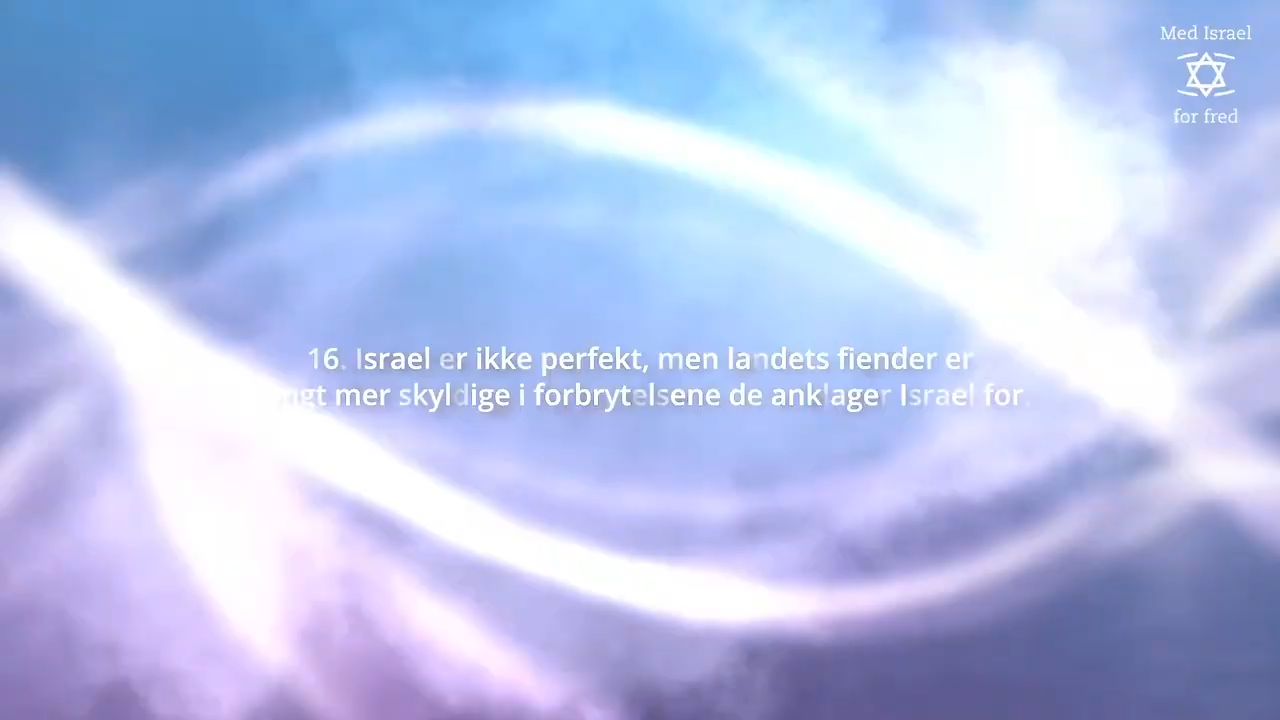 Med Israel
for fred
16. Israel er ikke perfekt, men landets fiender er
mer skyldige i forbrytelsene de anklager Israel for.